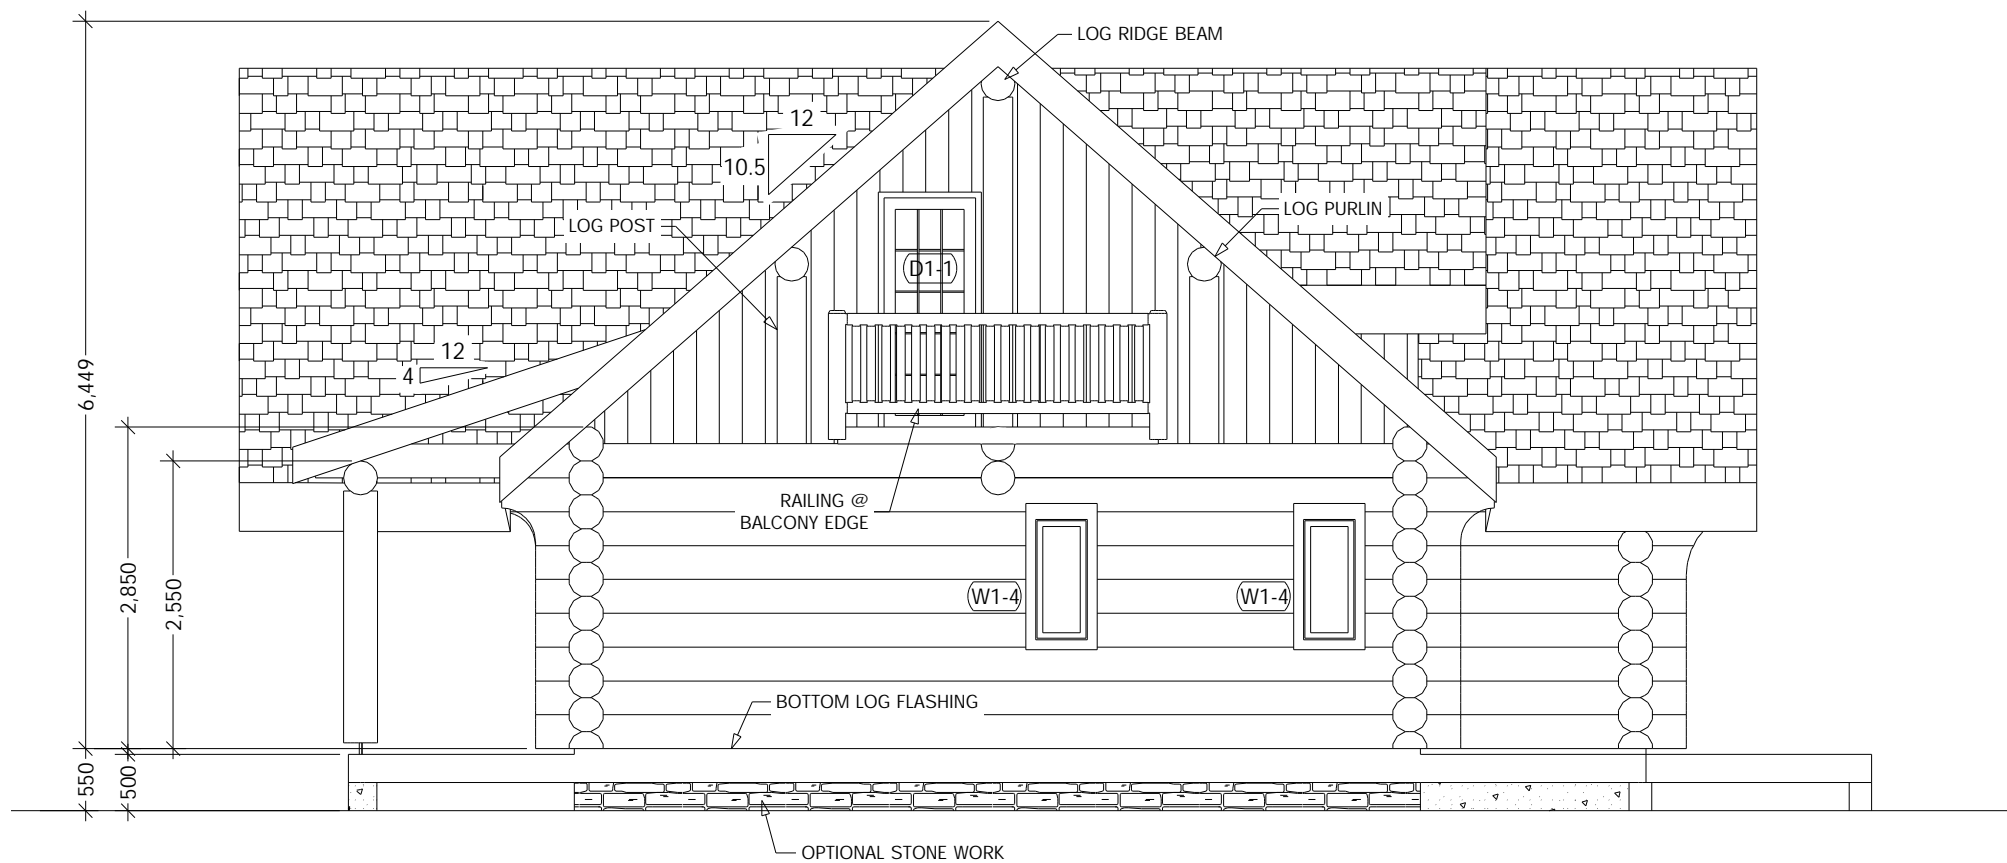 LOG RIDGE BEAM
12
10.5
LOG PURLIN
LOG POST
D1-1
12
4
6,449
2,850
2,550
RAILING @
BALCONY EDGE
W1-4
W1-4
BOTTOM LOG FLASHING
550
500
OPTIONAL STONE WORK